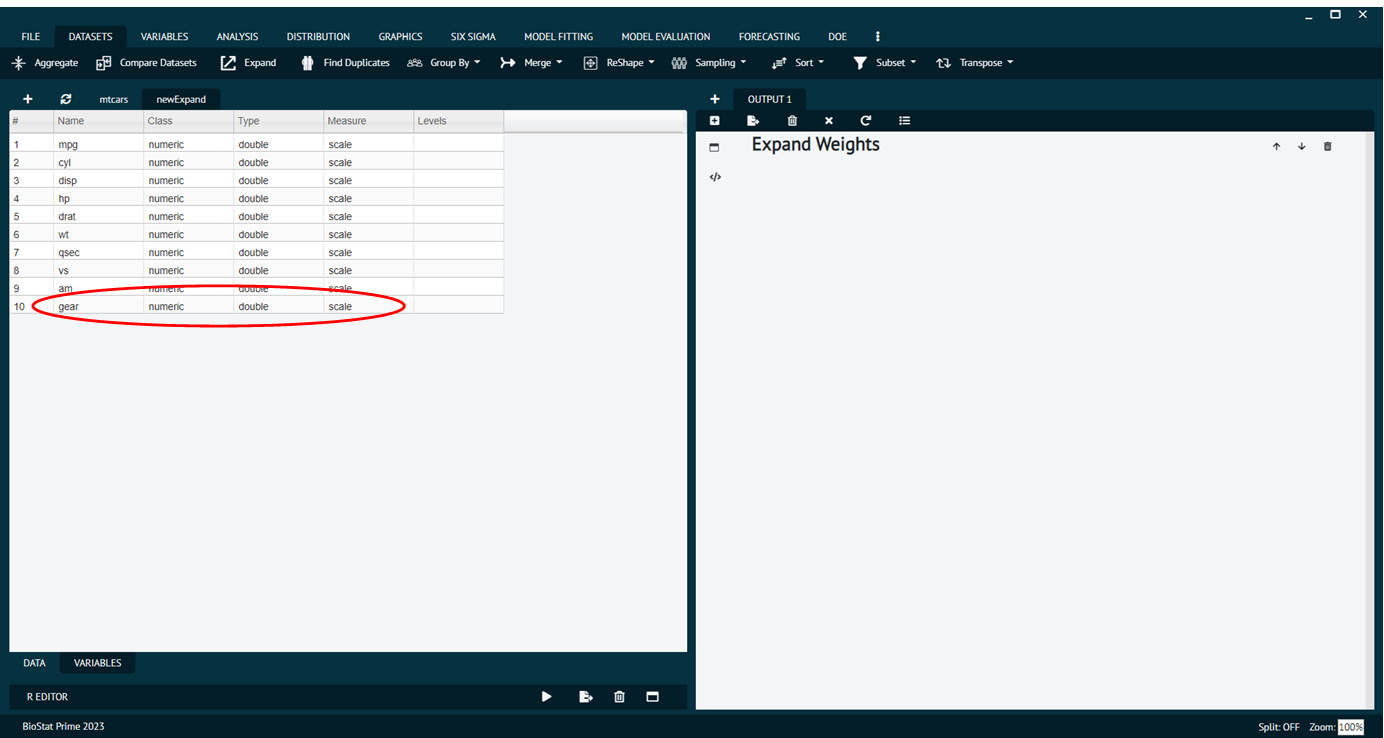 FILE DATASETS VARIABLES ANALYSIS DISTRIBUTION GRAPHICS SIX SIGMA MODEL FITTING MODEL EVALUATION FORECASTING DOE
Aggregate Compare Datasets Expand Find Duplicates Group By Merge ReShape Sampling Sort Subset Transpose
mtcars newExpand
# Name Class Type Measure Levels
1 mpg numeric double scale
2 cyl numeric double scale
3 disp numeric double scale
4 hp numeric double scale
5 drat numeric double scale
6 wt numeric double scale
7 qsec numeric double scale
8 vs numeric double scale
9 am numeric double scale
10 gear numeric double scale
DATA VARIABLES
R EDITOR
OUTPUT 1
Expand Weights
BioStat Prime 2023
Split: OFF Zoom: 100%